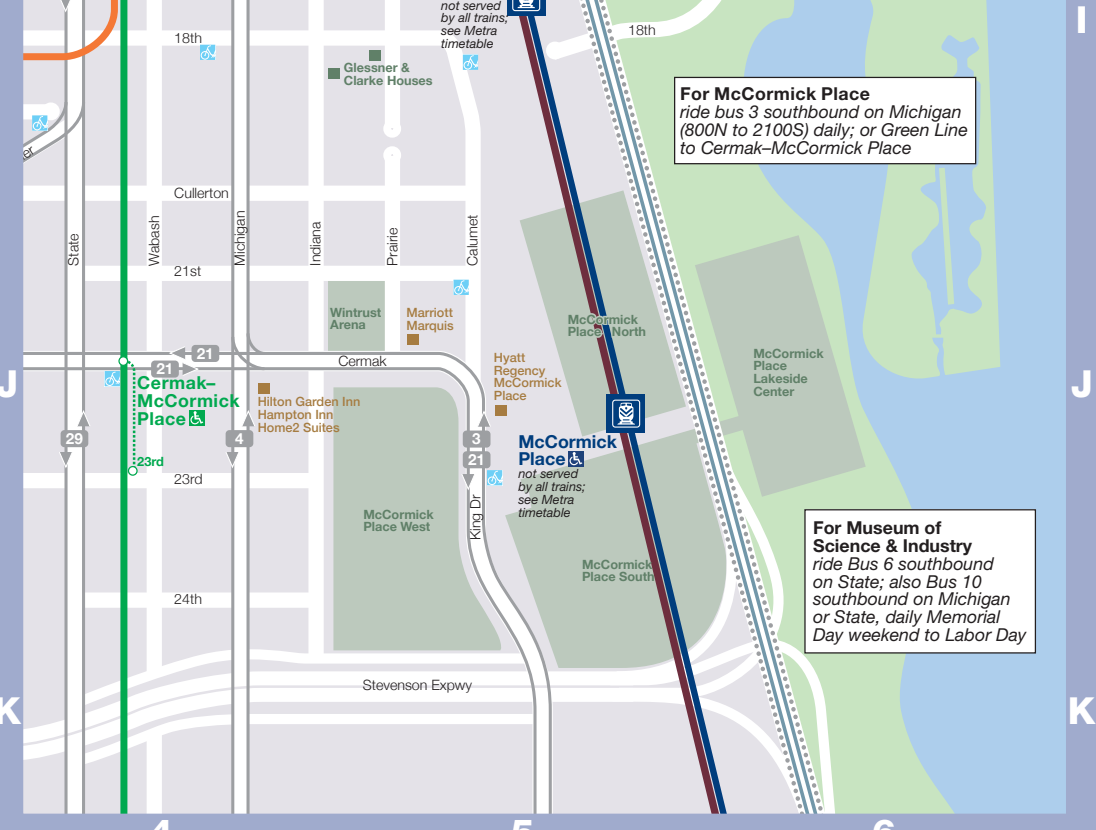 not served
by all trains;
see Metra
timetable
I
18th
18th
Glessner &
Clarke Houses
For McCormick Place
ride bus 3 southbound on Michigan
(800N to 2100S) daily; or Green Line
to Cermak–McCormick Place
er
Cullerton
State
Wabash
Michigan
Indiana
Prairie
Calumet
21st
Wintrust
Arena
Marriott
Marquis
McCormick
Place North
21
21
Cermak
Hyatt
Regency
McCormick
Place
McCormick
Place
Lakeside
Center
J
J
Cermak–
McCormick
Place
Hilton Garden Inn
Hampton Inn
Home2 Suites
29
4
3
21
McCormick
Place
not served
by all trains;
see Metra
timetable
23rd
23rd
McCormick
Place West
King Dr
For Museum of
Science & Industry
ride Bus 6 southbound
on State; also Bus 10
southbound on Michigan
or State, daily Memorial
Day weekend to Labor Day
McCormick
Place South
24th
Stevenson Expwy
K
K
4
5
6